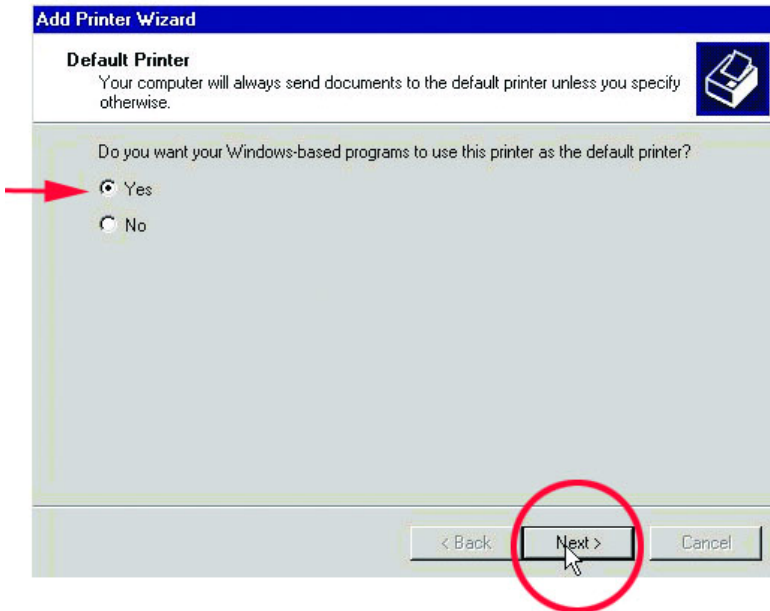 Add Printer Wizard
Default Printer
Your computer will always send documents to the default printer unless you specify
otherwise.
Do you want your Windows-based programs to use this printer as the default printer?
Yes
No
< Back
Next >
Cancel